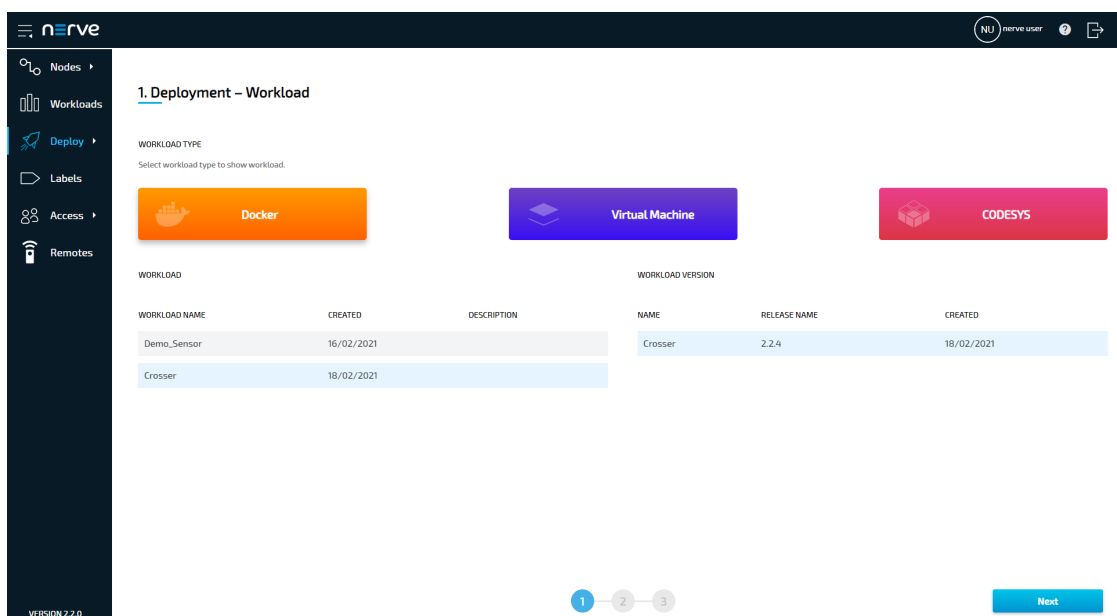 nerve
NU nerve user ?
Nodes
Workloads
Deploy
Labels
Access
Remotes
VERSION 2.2.0
1. Deployment – Workload
WORKLOAD TYPE
Select workload type to show workload.
Docker Virtual Machine CODESYS
WORKLOAD
WORKLOAD NAME CREATED DESCRIPTION
Demo_Sensor 16/02/2021
Crosser 18/02/2021
WORKLOAD VERSION
NAME RELEASE NAME CREATED
Crosser 2.2.4 18/02/2021
1 2 3
Next